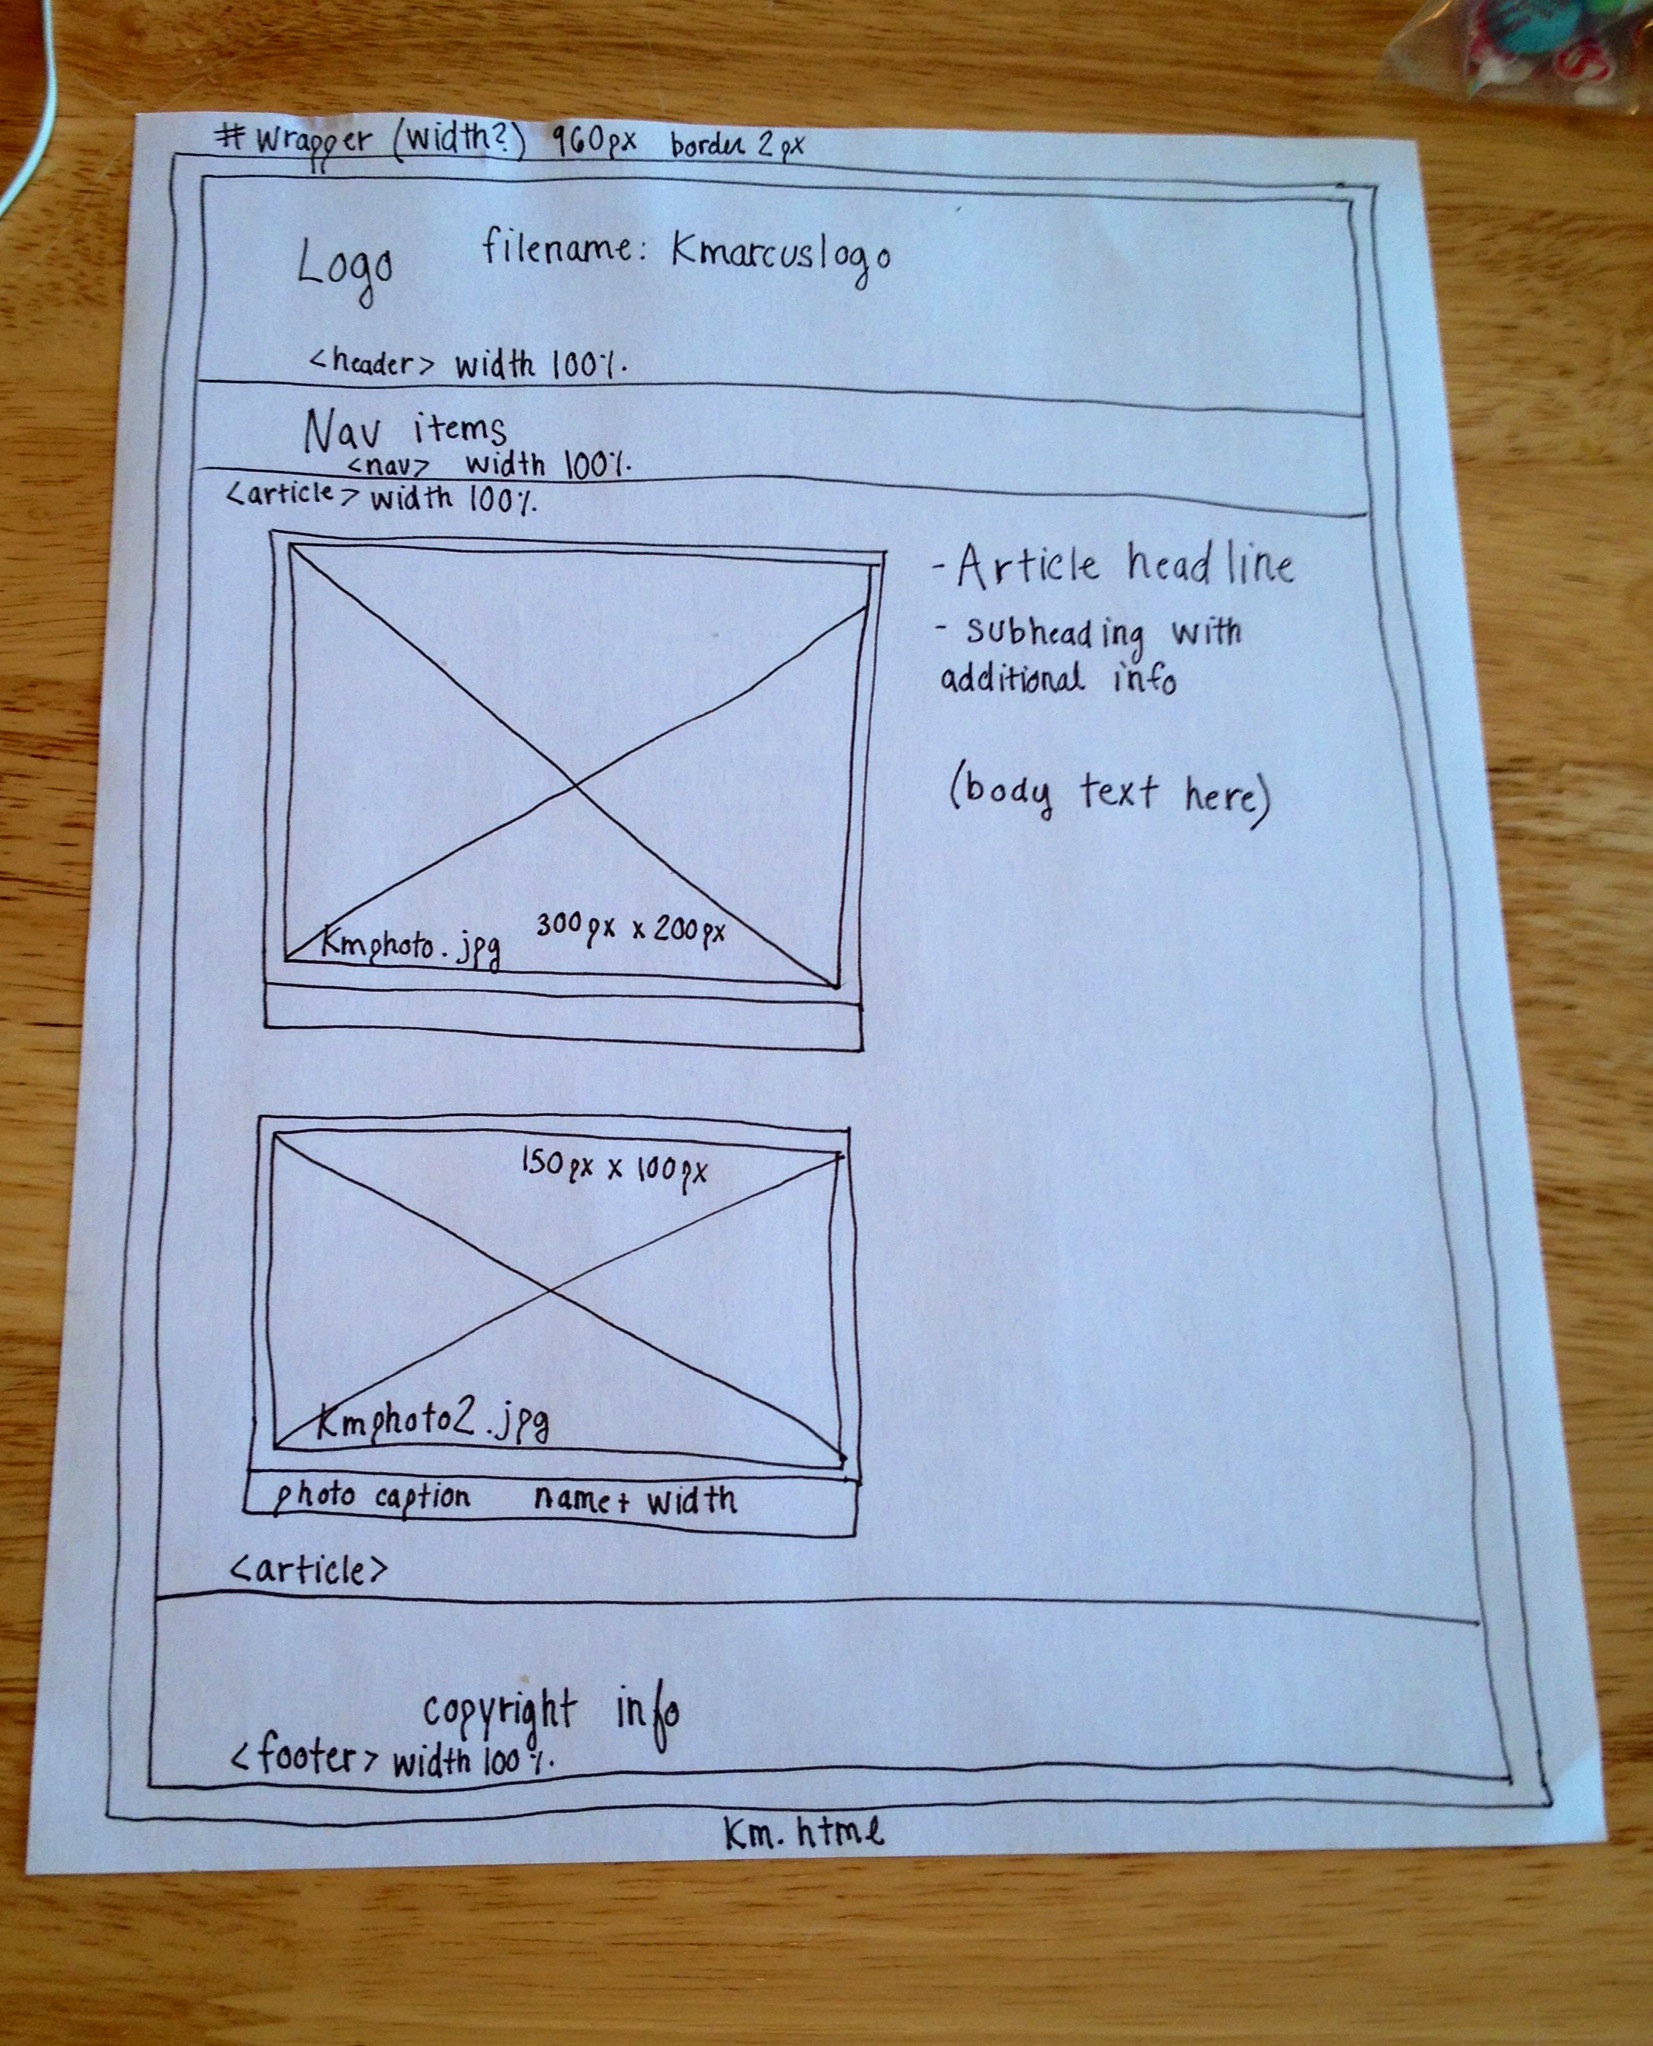 # wrapper (width?) 960px border 2px
Logo filename: Kmarcuslogo
<header> width 100%.
Nav items
<nav> width 100%.
<article> width 100%.
- Article headline
- subheading with
additional info
(body text here)
Kmphoto.jpg 300px x 200px
150px x 100px
Kmphoto2.jpg
photo caption name+ width
<article>
copyright info
<footer> width 100%.
Km.html